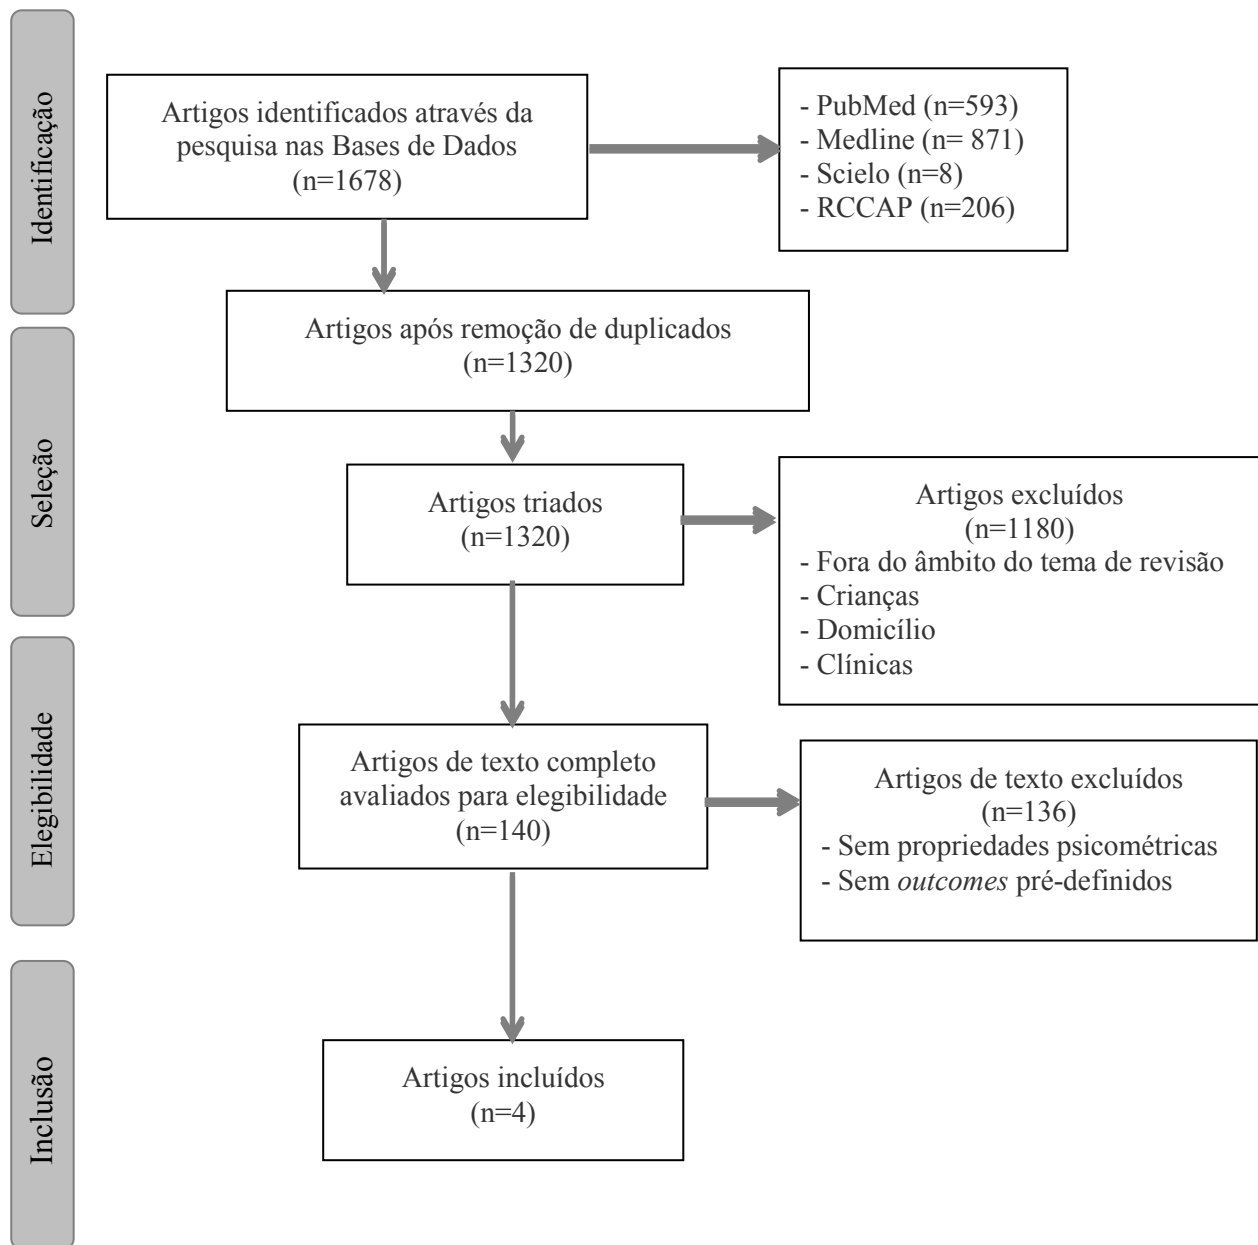 Identificação
Artigos identificados através da
pesquisa nas Bases de Dados
(n=1678)
- PubMed (n=593)
- Medline (n= 871)
- Scielo (n=8)
- RCCAP (n=206)
Artigos após remoção de duplicados
(n=1320)
Seleção
Artigos triados
(n=1320)
Artigos excluídos
(n=1180)
- Fora do âmbito do tema de revisão
- Crianças
- Domicílio
- Clínicas
Elegibilidade
Artigos de texto completo
avaliados para elegibilidade
(n=140)
Artigos de texto excluídos
(n=136)
- Sem propriedades psicométricas
- Sem outcomes pré-definidos
Inclusão
Artigos incluídos
(n=4)